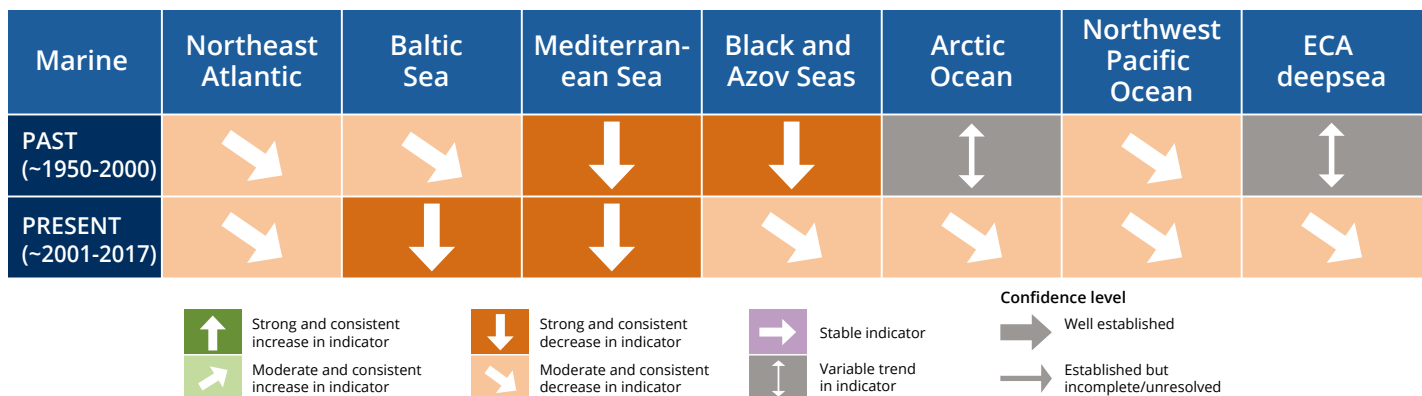 Marine
Northeast
Atlantic
Baltic
Sea
Mediterran-
ean Sea
Black and
Azov Seas
Arctic
Ocean
Northwest
Pacific
Ocean
ECA
deepsea
PAST
(~1950-2000)
PRESENT
(~2001-2017)
Strong and consistent
increase in indicator
Moderate and consistent
increase in indicator
Strong and consistent
decrease in indicator
Moderate and consistent
decrease in indicator
Stable indicator
Variable trend
in indicator
Confidence level
Well established
Established but
incomplete/unresolved